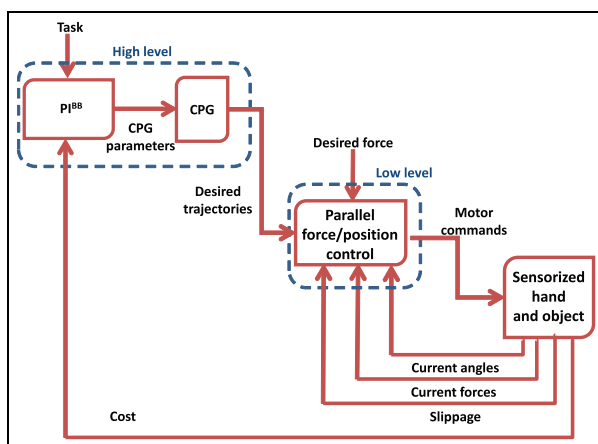 Task
High level
PI^BB
CPG
CPG
parameters
Desired force
Low level
Desired
trajectories
Parallel
force/position
control
Motor
commands
Sensorized
hand
and object
Current angles
Current forces
Cost
Slippage